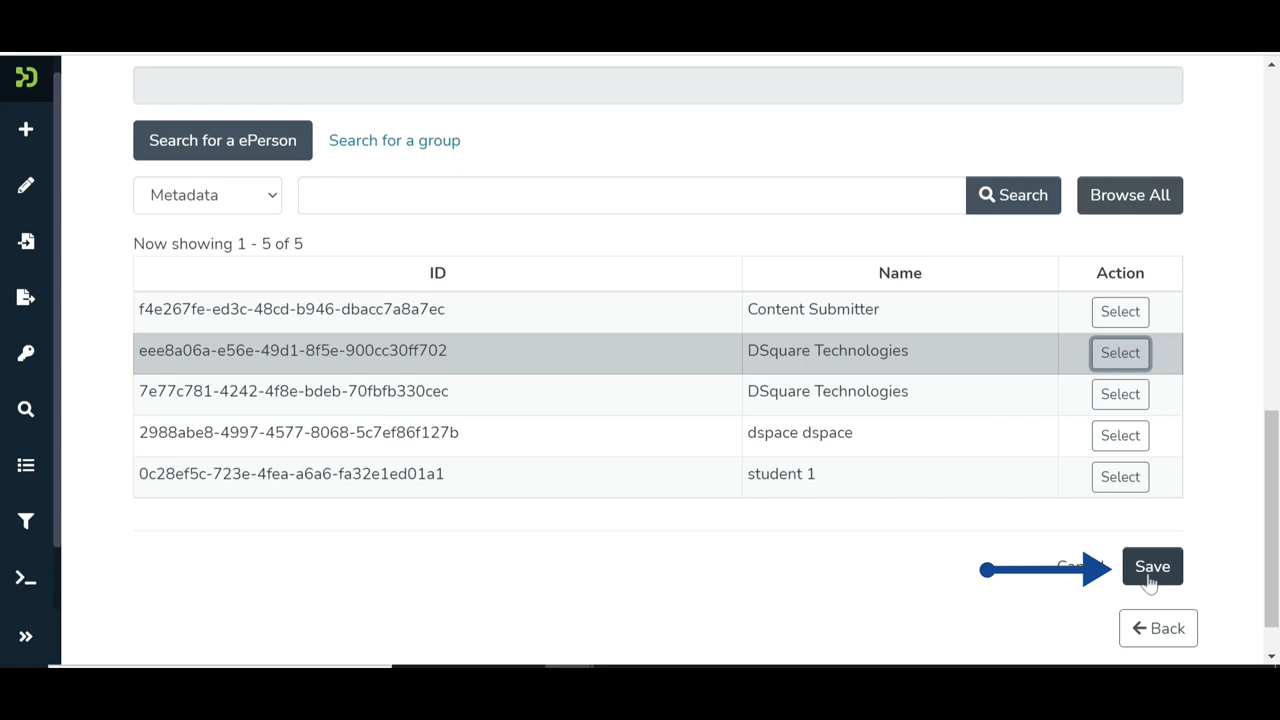 Search for a ePerson Search for a group
Metadata Search Browse All
Now showing 1 - 5 of 5
ID Name Action
f4e267fe-ed3c-48cd-b946-dbacc7a8a7ec Content Submitter Select
eee8a06a-e56e-49d1-8f5e-900cc30ff702 DSquare Technologies Select
7e77c781-4242-4f8e-bdeb-70fbfb330cec DSquare Technologies Select
2988abe8-4997-4577-8068-5c7ef86f127b dspace dspace Select
0c28ef5c-723e-4fea-a6a6-fa32e1ed01a1 student 1 Select
Save
Back